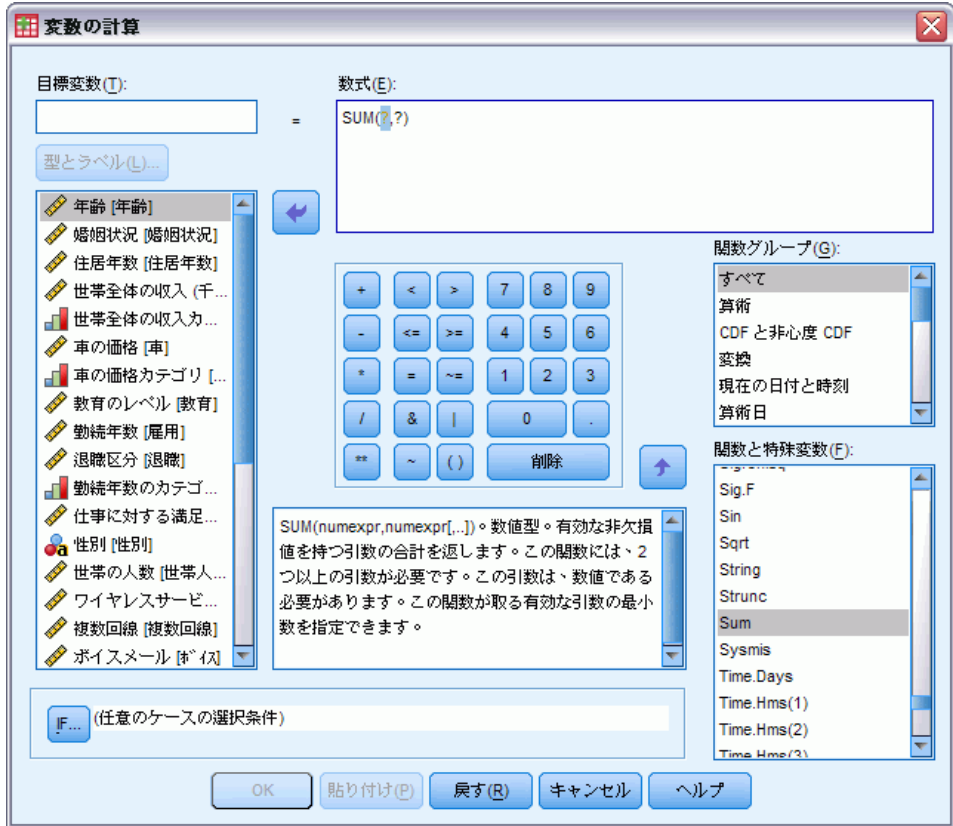 変数の計算
目標変数(T):
=
型とラベル(L)...
年齢 [年齢]
婚姻状況 [婚姻状況]
住居年数 [住居年数]
世帯全体の収入 (千...
世帯全体の収入カ...
車の価格 [車]
車の価格カテゴリ [...
教育のレベル [教育]
勤続年数 [雇用]
退職区分 [退職]
勤続年数のカテゴ...
仕事に対する満足...
性別 [性別]
世帯の人数 [世帯人...
ワイヤレスサービ...
複数回線 [複数回線]
ボイスメール [ボイス]
数式(E):
SUM(?,?)
+ < > 7 8 9
- <= >= 4 5 6
* = ~= 1 2 3
/ & | 0 .
** ~ ( ) 削除
SUM(numexpr,numexpr[,..])。数値型。有効な非欠損
値を持つ引数の合計を返します。この関数には、2
つ以上の引数が必要です。この引数は、数値である
必要があります。この関数が取る有効な引数の最小
数を指定できます。
関数グループ(G):
すべて
算術
CDF と非心度 CDF
変換
現在の日付と時刻
算術日
関数と特殊変数(F):
Sig.F
Sin
Sqrt
String
Strunc
Sum
Sysmis
Time.Days
Time.Hms(1)
Time.Hms(2)
Time.Hms(3)
IF... (任意のケースの選択条件)
OK 貼り付け(P) 戻す(R) キャンセル ヘルプ